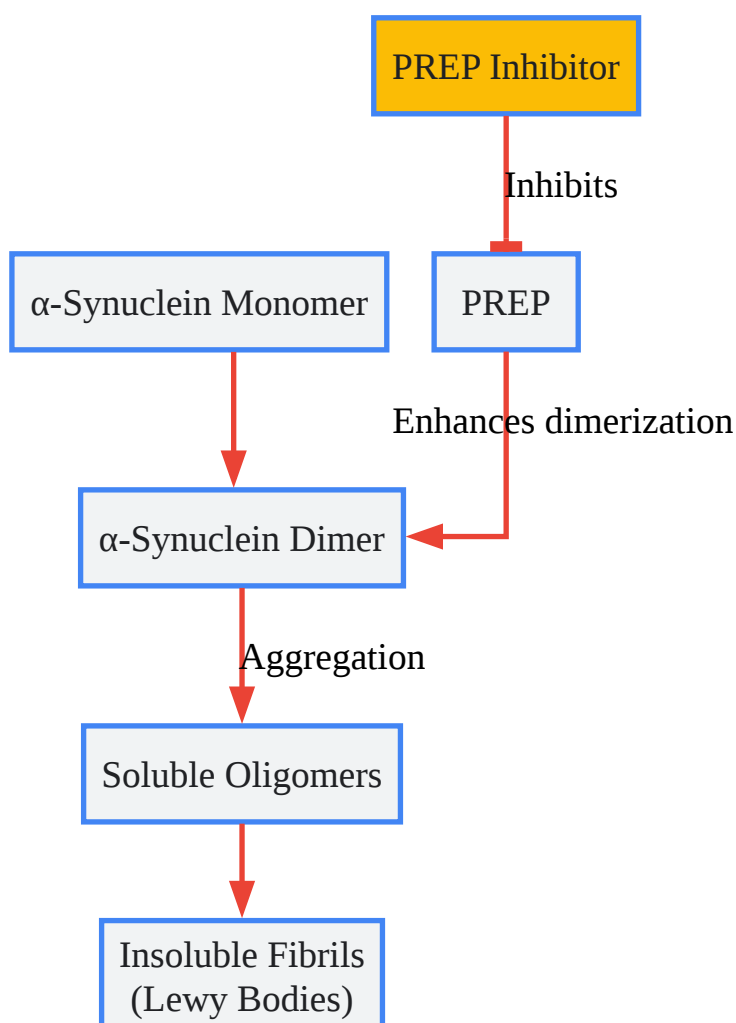 PREP Inhibitor
Inhibits
α-Synuclein Monomer
PREP
Enhances dimerization
α-Synuclein Dimer
Aggregation
Soluble Oligomers
Insoluble Fibrils
(Lewy Bodies)